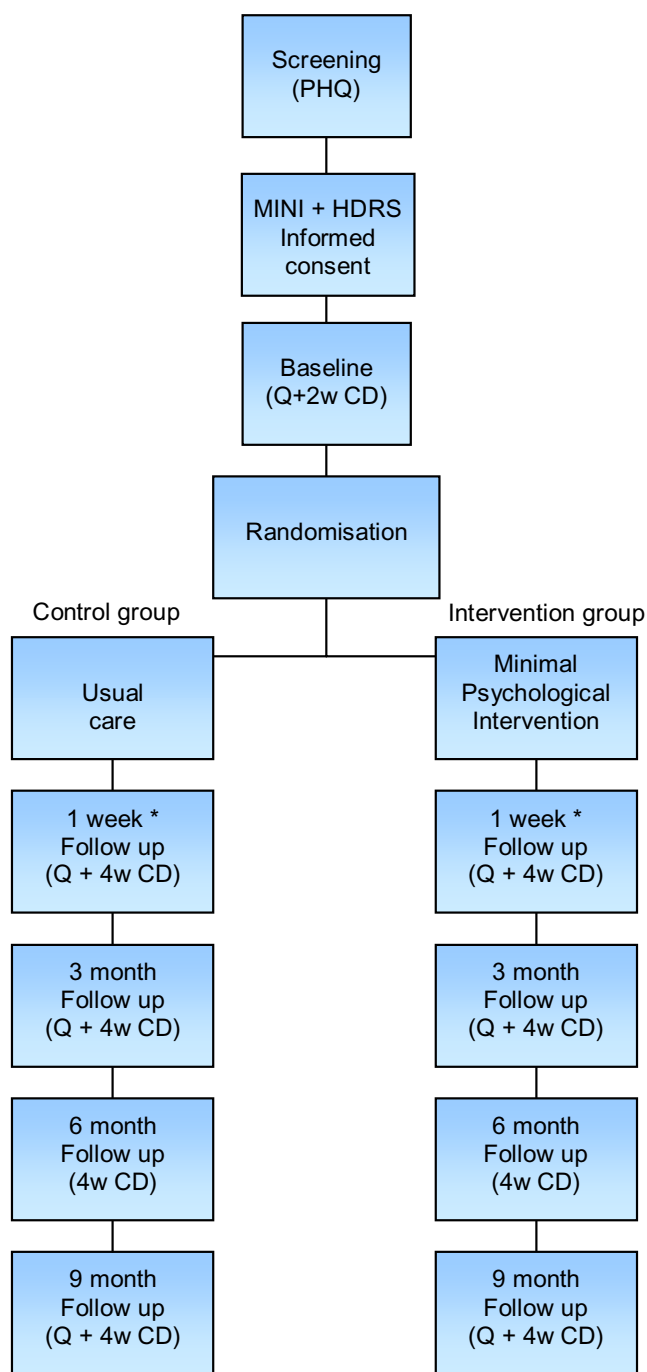 Screening
(PHQ)
MINI + HDRS
Informed
consent
Baseline
(Q+2w CD)
Randomisation
Control group
Intervention group
Usual
care
Minimal
Psychological
Intervention
1 week *
Follow up
(Q + 4w CD)
1 week *
Follow up
(Q + 4w CD)
3 month
Follow up
(Q + 4w CD)
3 month
Follow up
(Q + 4w CD)
6 month
Follow up
(4w CD)
6 month
Follow up
(4w CD)
9 month
Follow up
(Q + 4w CD)
9 month
Follow up
(Q + 4w CD)